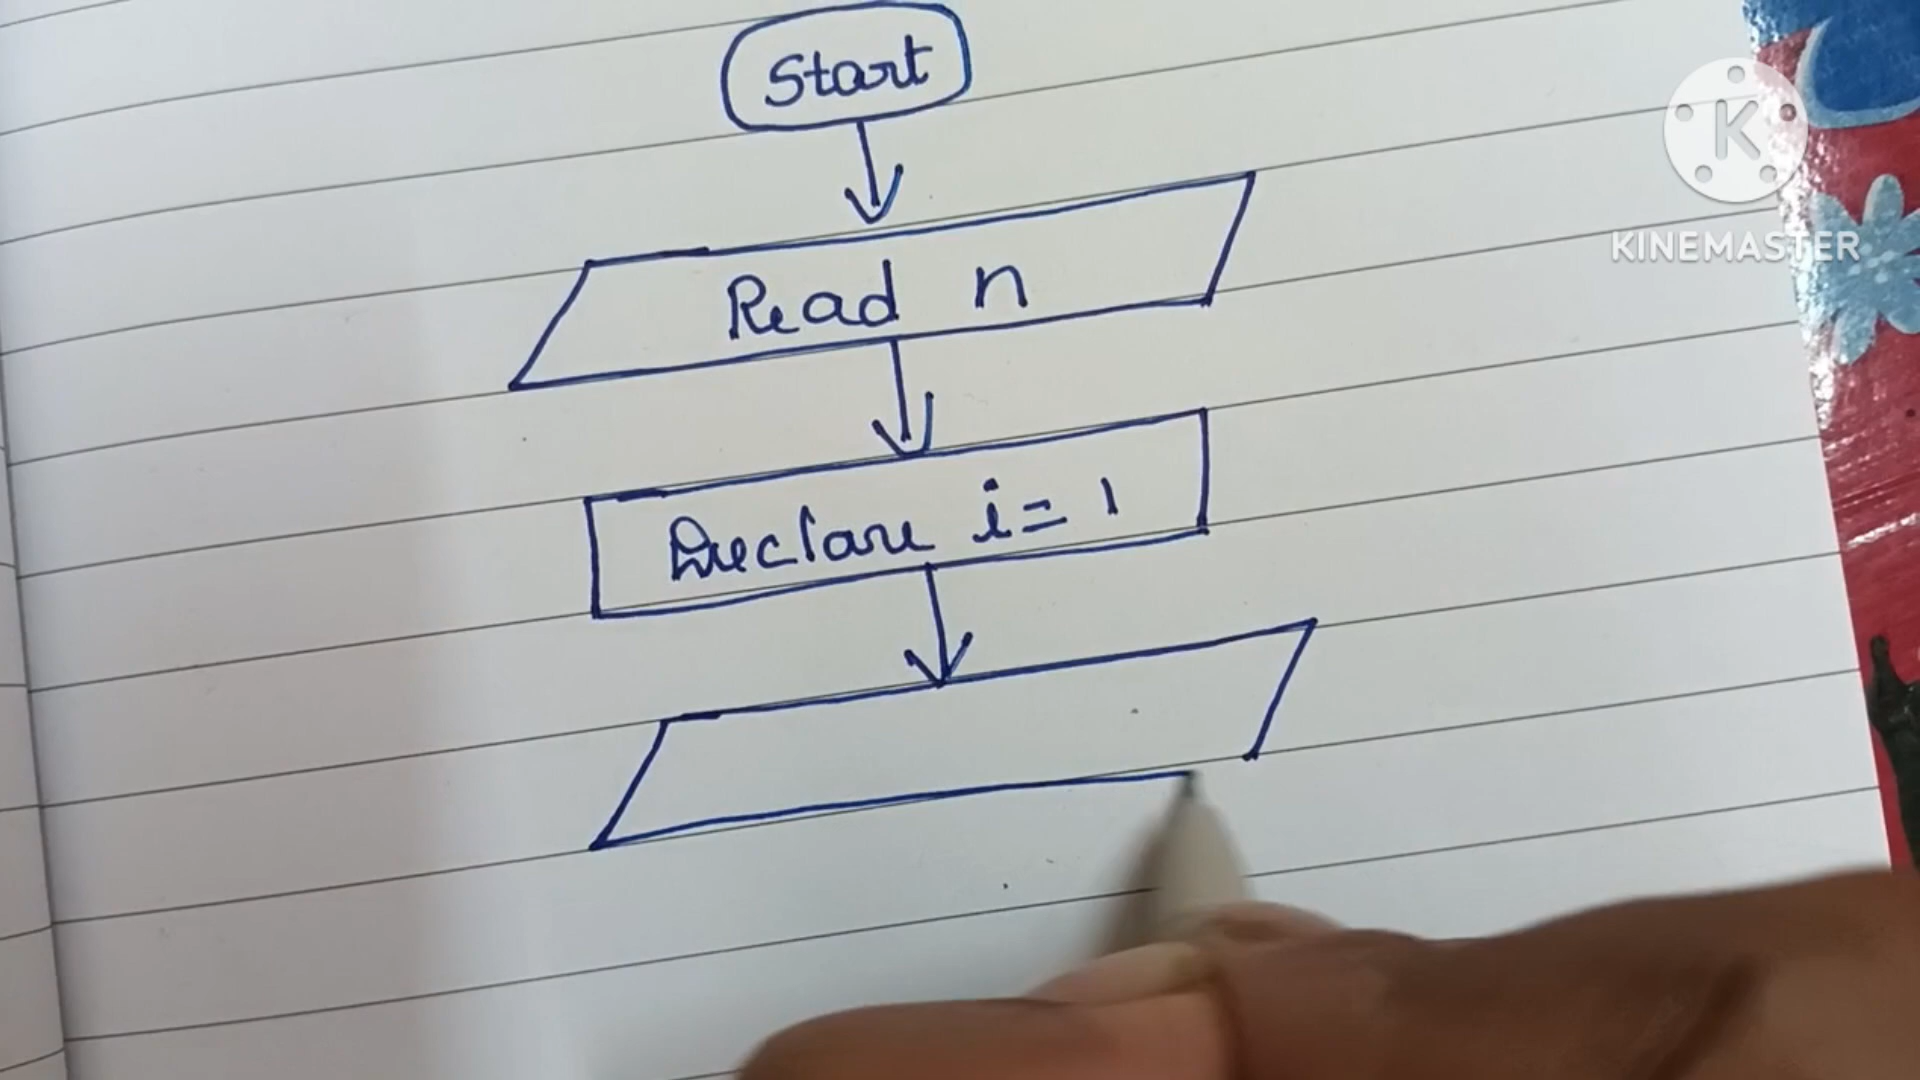 Start
K
KINEMASTER
Read n
Declare i = 1